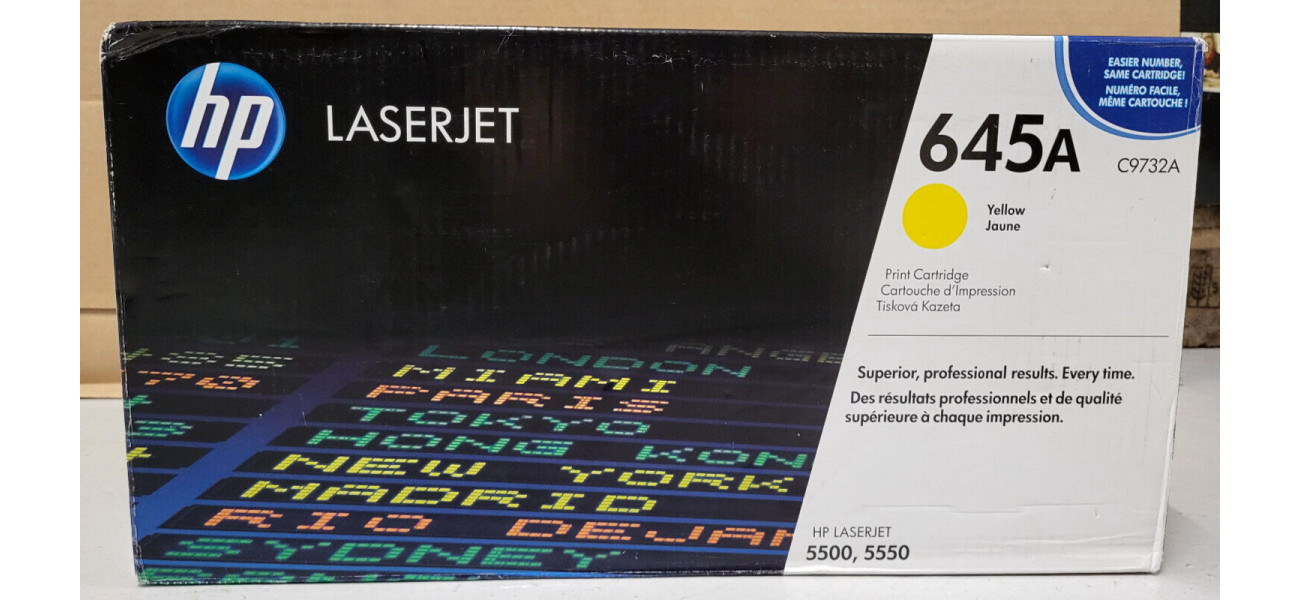 hp
LASERJET
EASIER NUMBER,
SAME CARTRIDGE!
NUMÉRO FACILE,
MÊME CARTOUCHE !
645A
C9732A
Yellow
Jaune
Print Cartridge
Cartouche d'Impression
Tisková Kazeta
Superior, professional results. Every time.
Des résultats professionnels et de qualité
supérieure à chaque impression.
LONDON
MIAMI
PARIS
TOKYO
HONG KON
NEW YORK
MADRID
RIO DEJAN
SYDNEY
HP LASERJET
5500, 5550